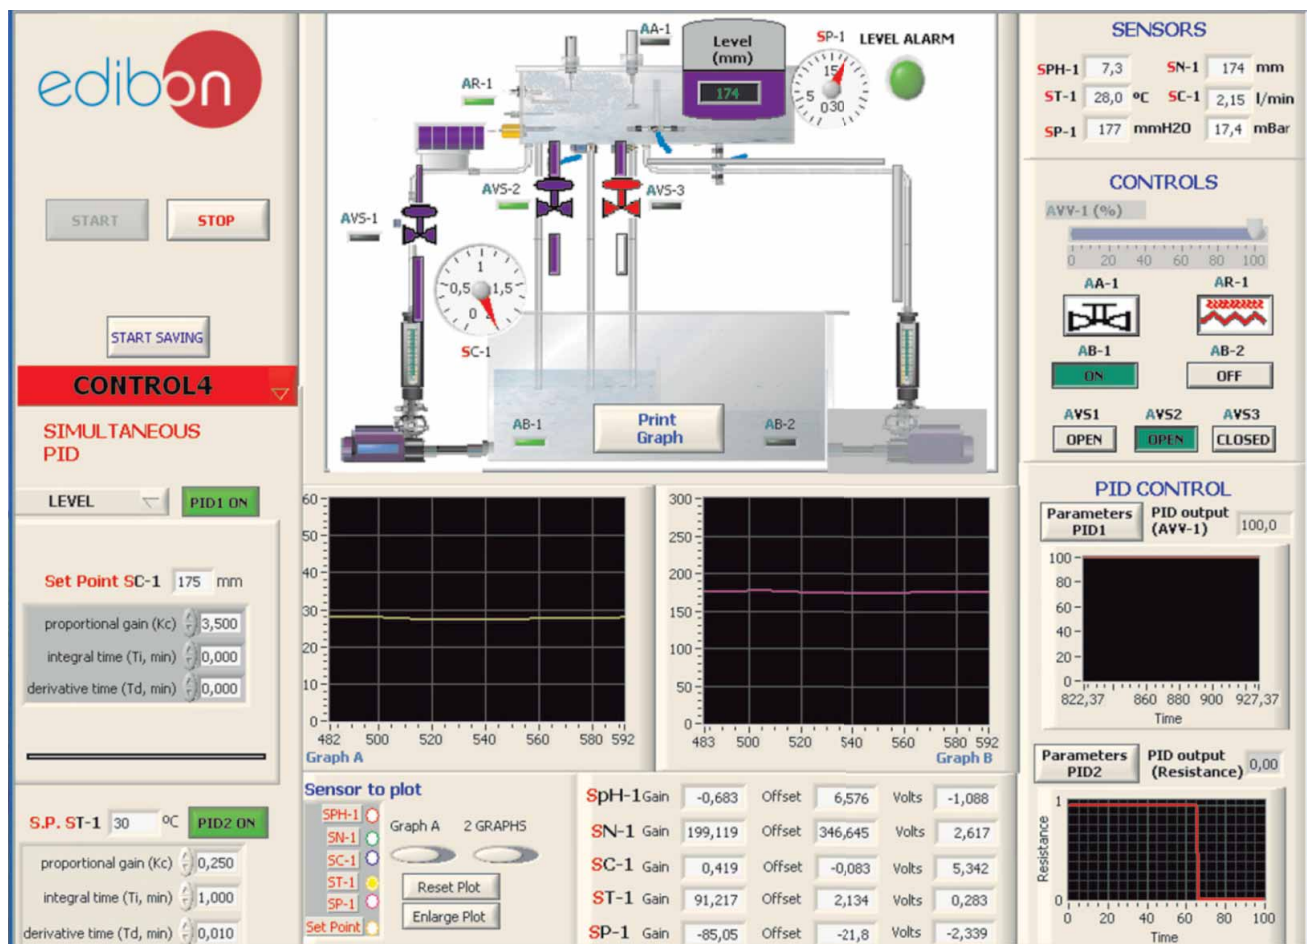 edibon
START
STOP
START SAVING
CONTROL4
SIMULTANEOUS
PID
LEVEL
PID1 ON
Set Point SC-1 175 mm
proportional gain (Kc) 3,500
integral time (Ti, min) 0,000
derivative time (Td, min) 0,000
S.P. ST-1 30 ºC PID2 ON
proportional gain (Kc) 0,250
integral time (Ti, min) 1,000
derivative time (Td, min) 0,010
AA-1
Level
(mm)
174
SP-1
LEVEL ALARM
15
5
0 30
AR-1
AVS-2
AVS-3
AVS-1
1
0,5 1,5
0
SC-1
AB-1
Print
Graph
AB-2
60
50
40
30
20
10
0
482 500 520 540 560 580 592
Graph A
300
250
200
150
100
50
0
483 500 520 540 560 580 592
Graph B
Sensor to plot
SPH-1
SN-1
SC-1
ST-1
SP-1
Set Point
Graph A 2 GRAPHS
Reset Plot
Enlarge Plot
SpH-1 Gain -0,683 Offset 6,576 Volts -1,088
SN-1 Gain 199,119 Offset 346,645 Volts 2,617
SC-1 Gain 0,419 Offset -0,083 Volts 5,342
ST-1 Gain 91,217 Offset 2,134 Volts 0,283
SP-1 Gain -85,05 Offset -21,8 Volts -2,339
SENSORS
SPH-1 7,3 SN-1 174 mm
ST-1 28,0 ºC SC-1 2,15 l/min
SP-1 177 mmH2O 17,4 mBar
CONTROLS
AVV-1 (%)
0 20 40 60 80 100
AA-1 AR-1
AB-1 AB-2
ON OFF
AVS1 AVS2 AVS3
OPEN OPEN CLOSED
PID CONTROL
Parameters
PID1
PID output
(AVV-1) 100,0
100
80
60
40
20
0
822,37 860 880 900 927,37
Time
Parameters
PID2
PID output
(Resistance) 0,00
Resistance
1
0
0 20 40 60 80 100
Time